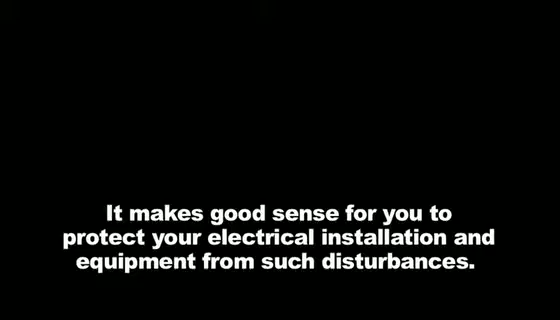 It makes good sense for you to
protect your electrical installation and
equipment from such disturbances.